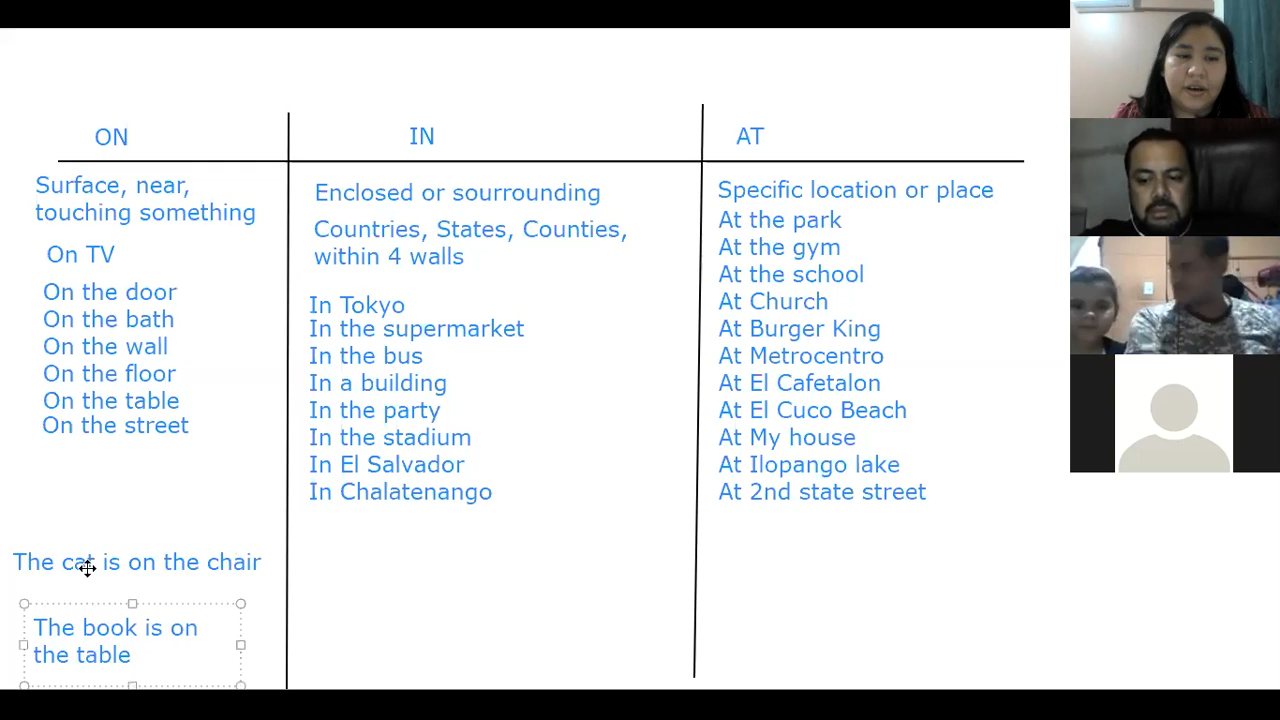 ON
Surface, near,
touching something
On TV
On the door
On the bath
On the wall
On the floor
On the table
On the street
The cat is on the chair
The book is on
the table
IN
Enclosed or sourrounding
Countries, States, Counties,
within 4 walls
In Tokyo
In the supermarket
In the bus
In a building
In the party
In the stadium
In El Salvador
In Chalatenango
AT
Specific location or place
At the park
At the gym
At the school
At Church
At Burger King
At Metrocentro
At El Cafetalon
At El Cuco Beach
At My house
At Ilopango lake
At 2nd state street